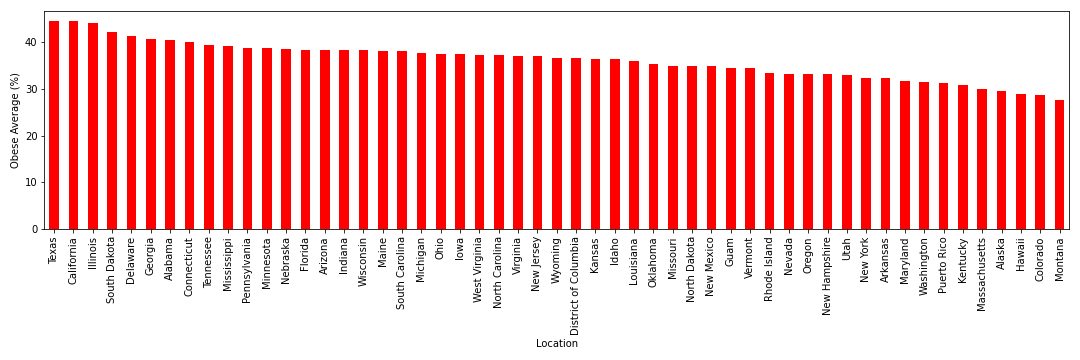 Obese Average (%)
40
30
20
10
0
Texas
California
Illinois
South Dakota
Delaware
Georgia
Alabama
Connecticut
Tennessee
Mississippi
Pennsylvania
Minnesota
Nebraska
Florida
Arizona
Indiana
Wisconsin
Maine
South Carolina
Michigan
Ohio
Iowa
West Virginia
North Carolina
Virginia
New Jersey
Wyoming
District of Columbia
Kansas
Idaho
Louisiana
Oklahoma
Missouri
North Dakota
New Mexico
Guam
Vermont
Rhode Island
Nevada
Oregon
New Hampshire
Utah
New York
Arkansas
Maryland
Washington
Puerto Rico
Kentucky
Massachusetts
Alaska
Hawaii
Colorado
Montana
Location